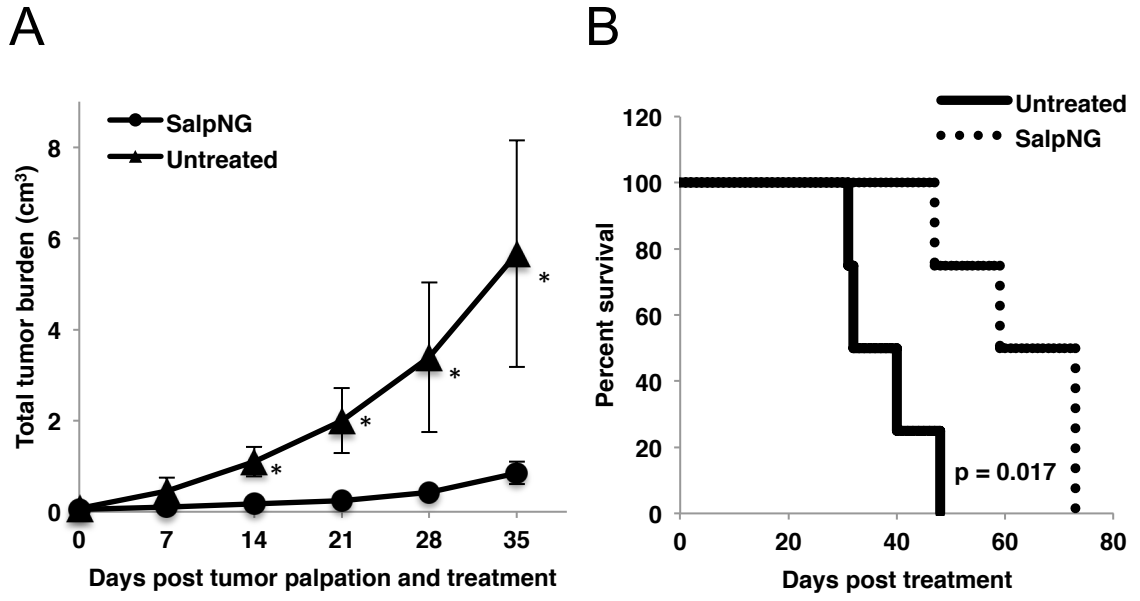 A
SalpNG
Untreated
Total tumor burden (cm³)
8
6
4
2
0
*
*
*
*
0 7 14 21 28 35
Days post tumor palpation and treatment
B
Untreated
SalpNG
Percent survival
120
100
80
60
40
20
0
p = 0.017
0 20 40 60 80
Days post treatment